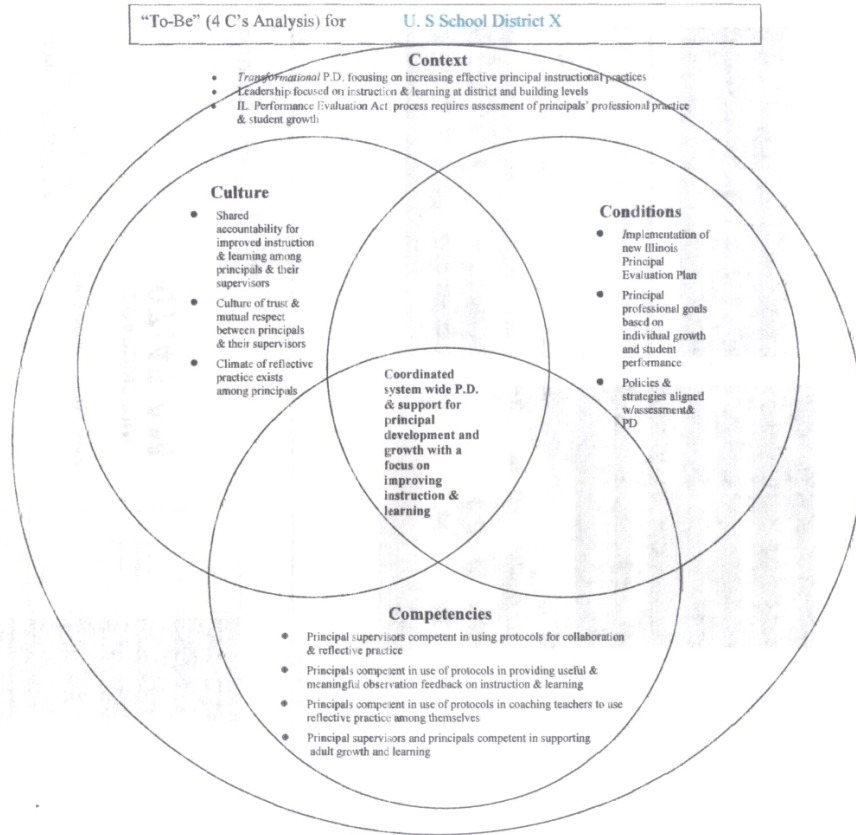 “To-Be” (4 C’s Analysis) for U. S School District X
Context
• Transformational P.D. focusing on increasing effective principal instructional practices
• Leadership focused on instruction & learning at district and building levels
• IL. Performance Evaluation Act process requires assessment of principals’ professional practice
& student growth
Culture
• Shared
accountability for
improved instruction
& learning among
principals & their
supervisors
• Culture of trust &
mutual respect
between principals
& their supervisors
• Climate of reflective
practice exists
among principals
Conditions
• Implementation of
new Illinois
Principal
Evaluation Plan
• Principal
professional goals
based on
individual growth
and student
performance
• Policies &
strategies aligned
w/assessment&
PD
Coordinated
system wide P.D.
& support for
principal
development and
growth with a
focus on
improving
instruction &
learning
Competencies
• Principal supervisors competent in using protocols for collaboration
& reflective practice
• Principals competent in use of protocols in providing useful &
meaningful observation feedback on instruction & learning
• Principals competent in use of protocols in coaching teachers to use
reflective practice among themselves
• Principal supervisors and principals competent in supporting
adult growth and learning